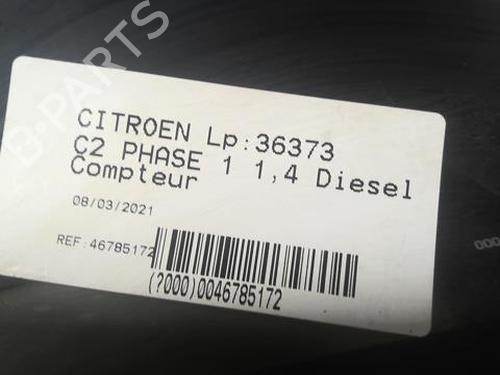 B-PARTS
CITROEN Lp:36373
C2 PHASE 1 1,4 Diesel
Compteur
08/03/2021
REF:46785172
(?000)0046785172